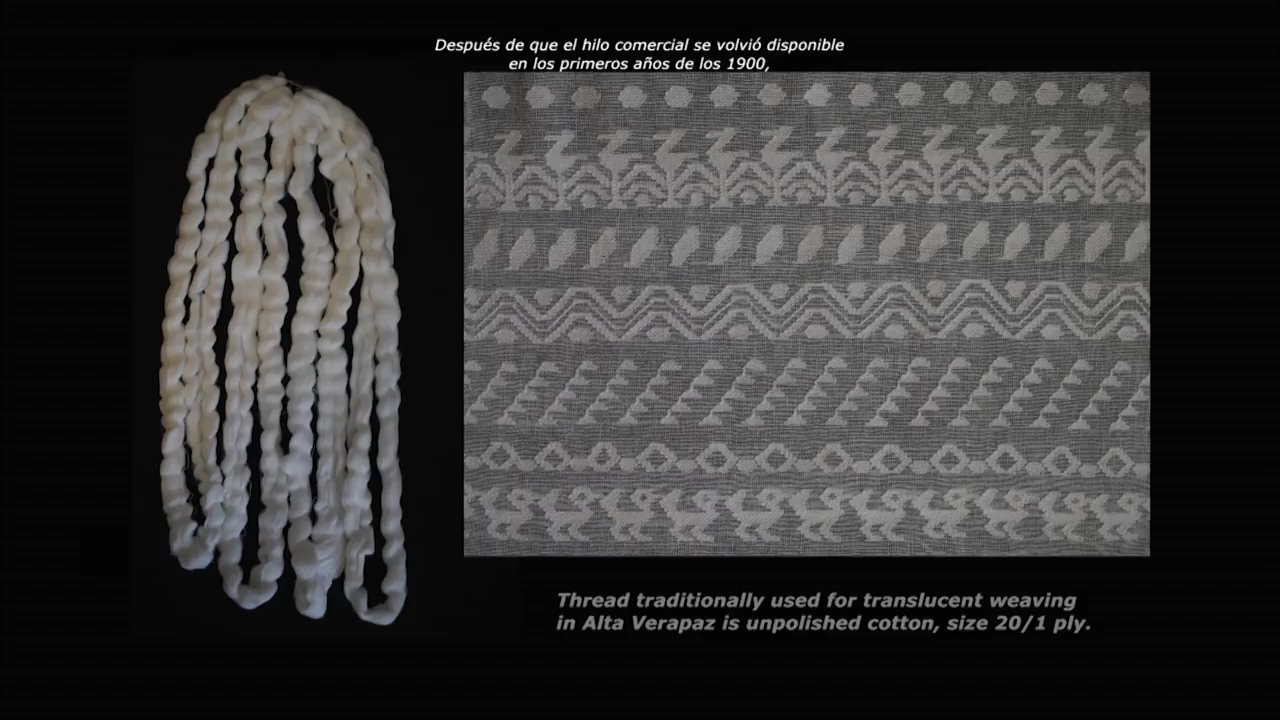 Después de que el hilo comercial se volvió disponible
en los primeros años de los 1900,
Thread traditionally used for translucent weaving
in Alta Verapaz is unpolished cotton, size 20/1 ply.